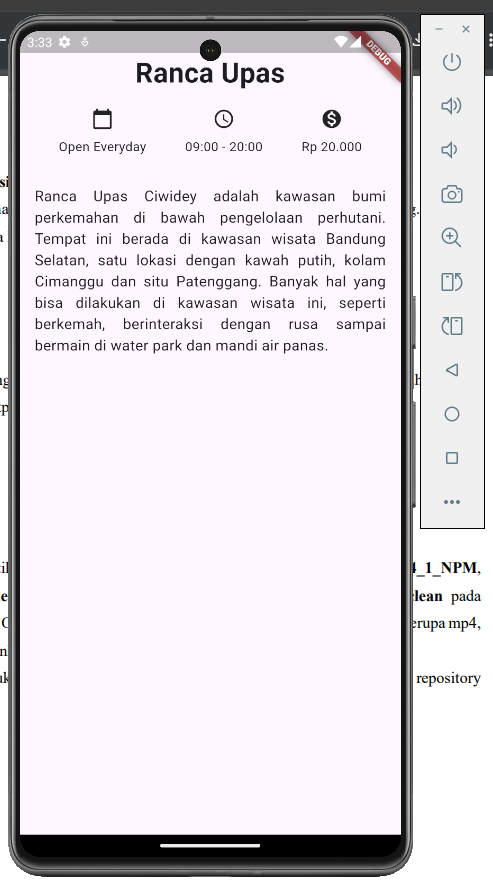 3:33
DEBUG
Ranca Upas
Open Everyday
09:00 - 20:00
Rp 20.000
Ranca Upas Ciwidey adalah kawasan bumi
perkemahan di bawah pengelolaan perhutani.
Tempat ini berada di kawasan wisata Bandung
Selatan, satu lokasi dengan kawah putih, kolam
Cimanggu dan situ Patenggang. Banyak hal yang
bisa dilakukan di kawasan wisata ini, seperti
berkemah, berinteraksi dengan rusa sampai
bermain di water park dan mandi air panas.
4_1_NPM,
clean pada
erupa mp4,
repository